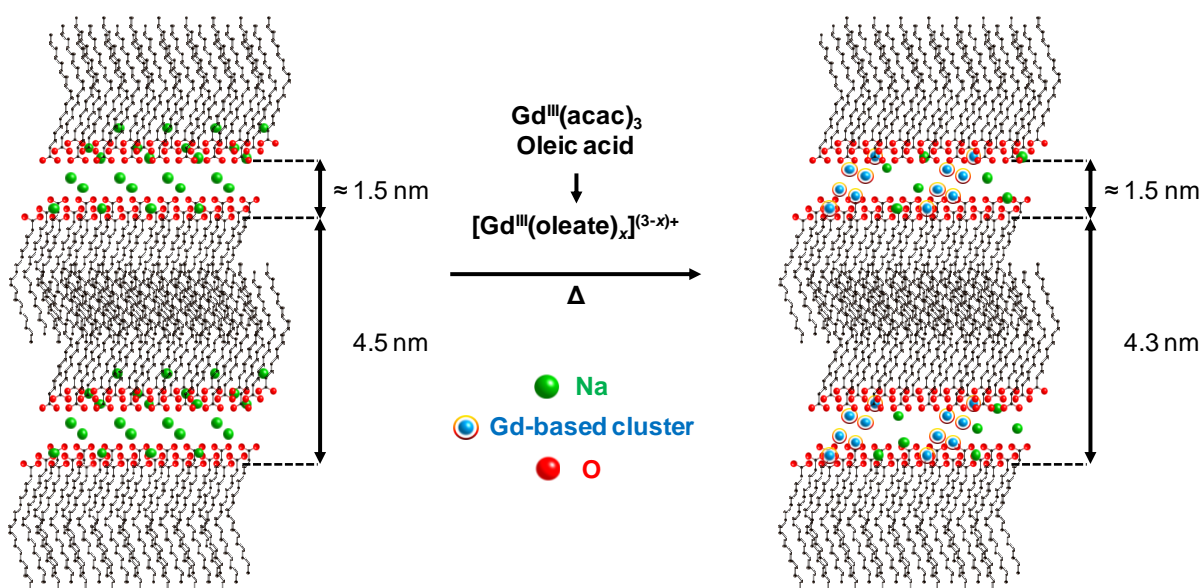 ≈ 1.5 nm
4.5 nm
Gd^III(acac)₃
Oleic acid
[Gd^III(oleate)ₓ]^(3-x)+
Δ
Na
Gd-based cluster
O
≈ 1.5 nm
4.3 nm